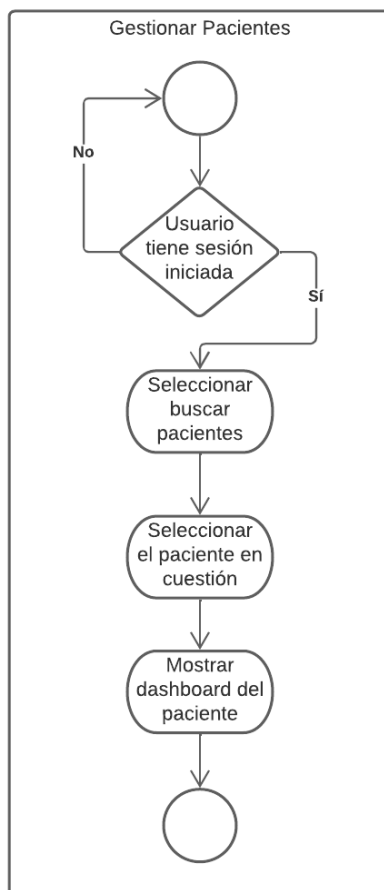 Gestionar Pacientes
No
Usuario
tiene sesión
iniciada
Sí
Seleccionar
buscar
pacientes
Seleccionar
el paciente en
cuestión
Mostrar
dashboard del
paciente